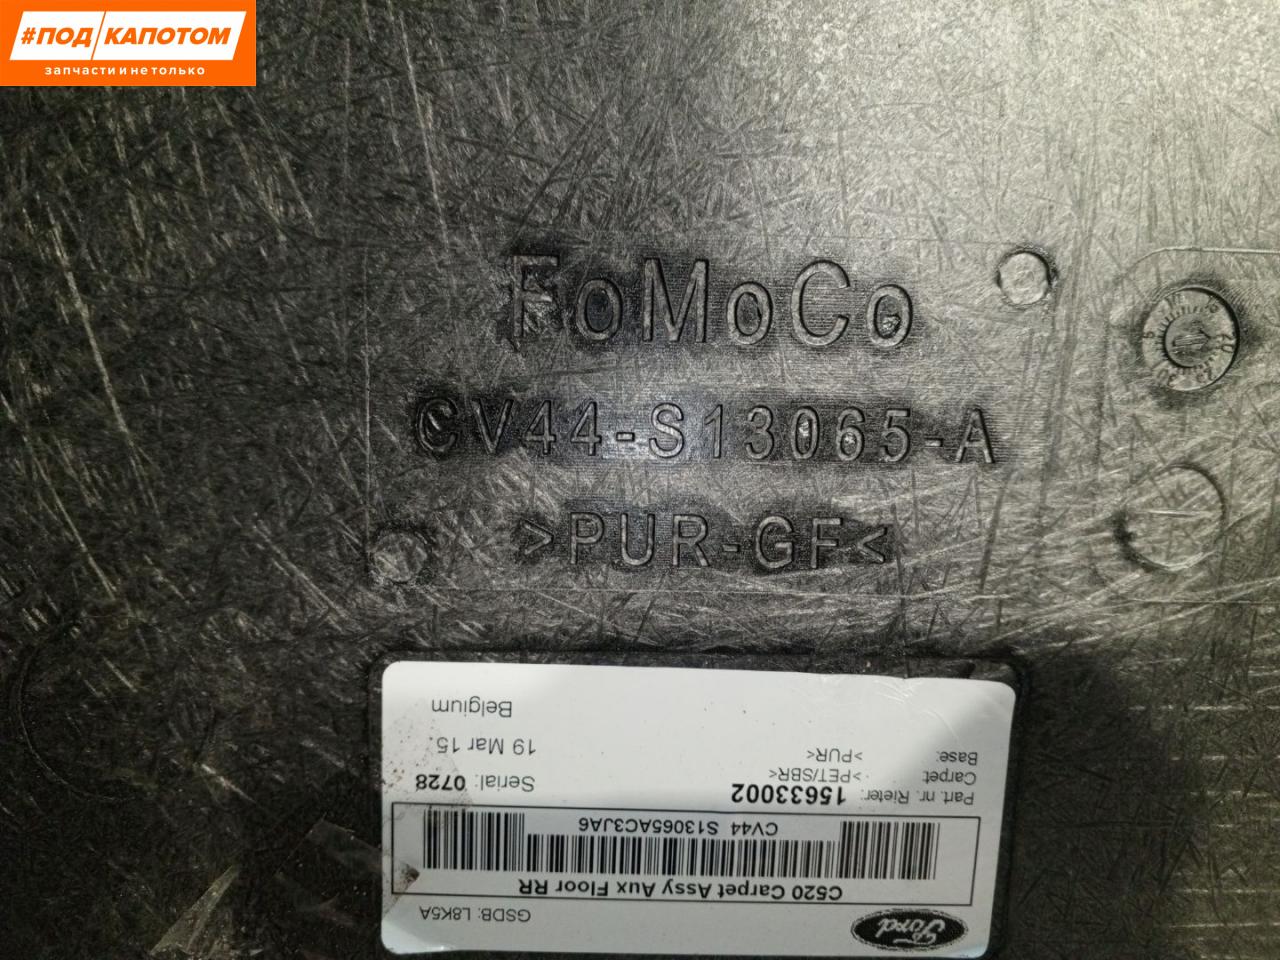 #ПОД/КАПОТОМ
запчасти и не только
FoMoCo
CV44-S13065-A
>PUR-GF<
Ford
GSDB: L8K5A
C520 Carpet Assy Aux Floor RR
CV44 S13065AC3JA6
Part. nr. Rieter: 15633002
Serial: 0728
Carpet >PET/SBR<
19 Mar 15
Base: >PUR<
Belgium